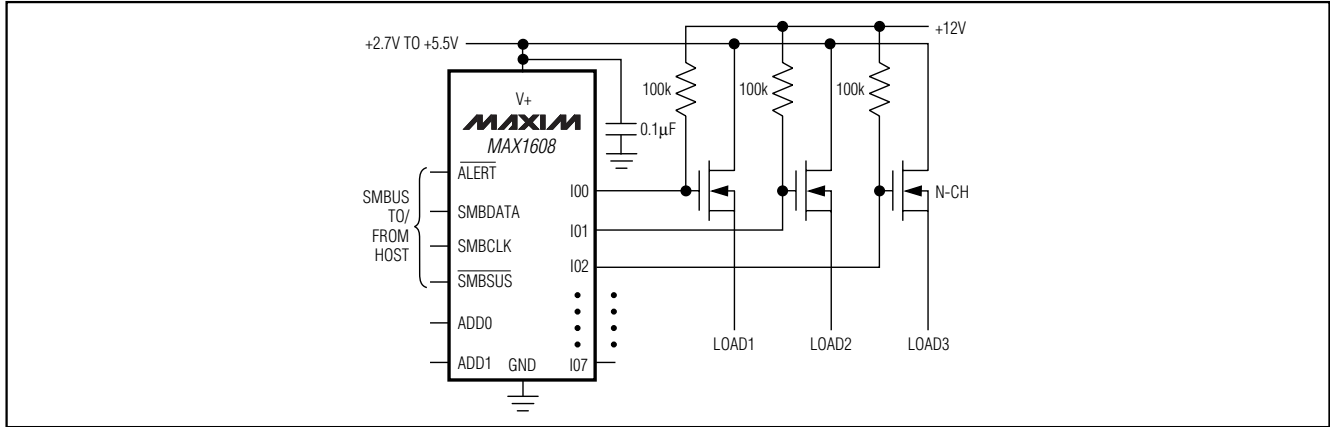 +12V
+2.7V TO +5.5V
100k
100k
100k
V+
MAXIM
MAX1608
0.1µF
SMBUS
TO/
FROM
HOST
ALERT
SMBDATA
SMBCLK
SMBSUS
ADD0
ADD1
GND
I00
I01
I02
I07
N-CH
LOAD1
LOAD2
LOAD3